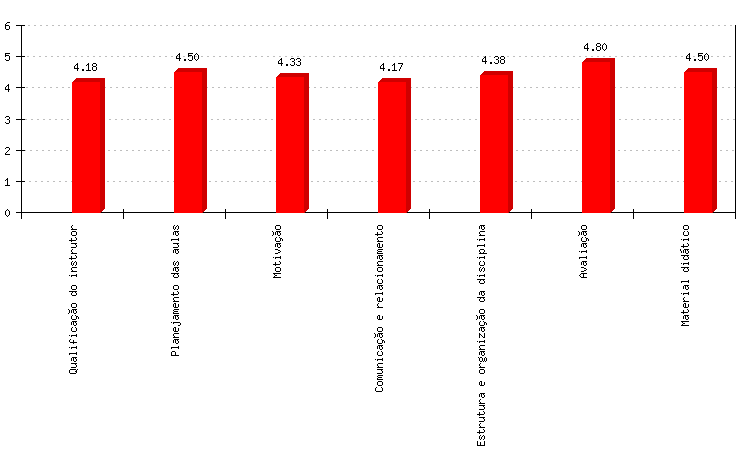 6
5
4
3
2
1
0
4.18
4.50
4.33
4.17
4.38
4.80
4.50
Qualificação do instrutor
Planejamento das aulas
Motivação
Comunicação e relacionamento
Estrutura e organização da disciplina
Avaliação
Material didático